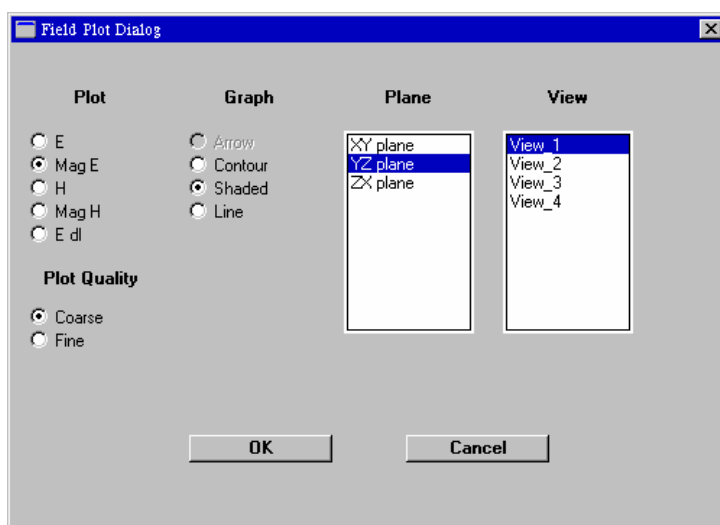 Field Plot Dialog
Plot
E
Mag E
H
Mag H
E dl
Plot Quality
Coarse
Fine
Graph
Arrow
Contour
Shaded
Line
Plane
XY plane
YZ plane
ZX plane
View
View_1
View_2
View_3
View_4
OK
Cancel